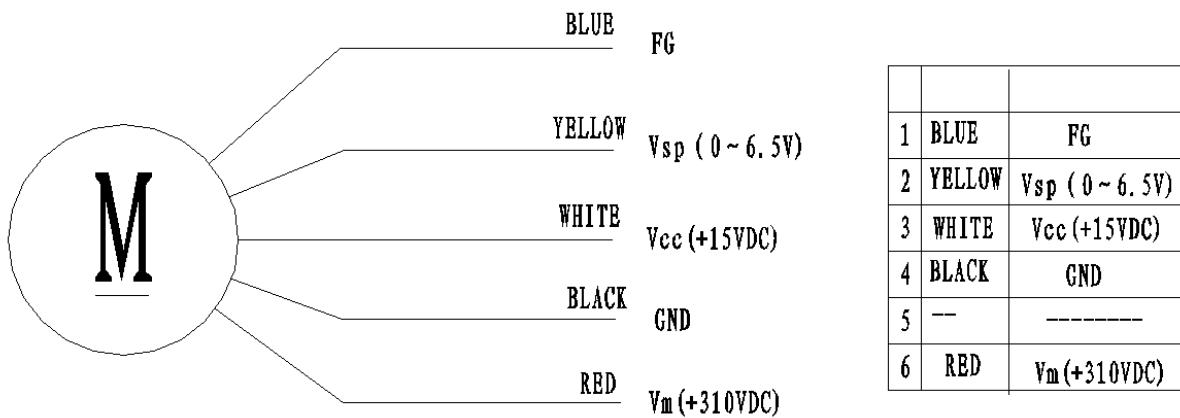 BLUE FG
YELLOW Vsp (0~6.5V)
M
WHITE Vcc(+15VDC)
BLACK GND
RED Vm(+310VDC)
1 BLUE FG
2 YELLOW Vsp (0~6.5V)
3 WHITE Vcc(+15VDC)
4 BLACK GND
5 -- --------
6 RED Vm(+310VDC)